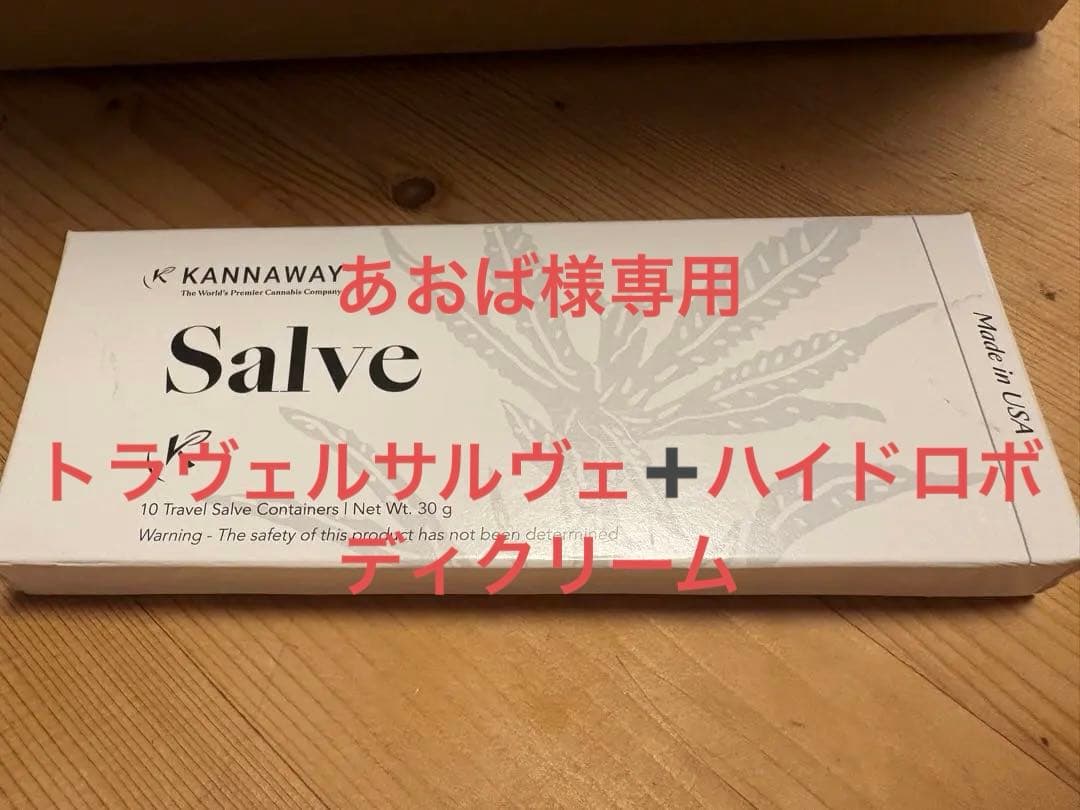 KANNAWAY
The World's Premier Cannabis Company
あおば様専用
Salve
Made in USA
トラヴェルサルヴェ➕ハイドロボ
ディクリーム
10 Travel Salve Containers | Net Wt. 30 g
Warning - The safety of this product has not been determined